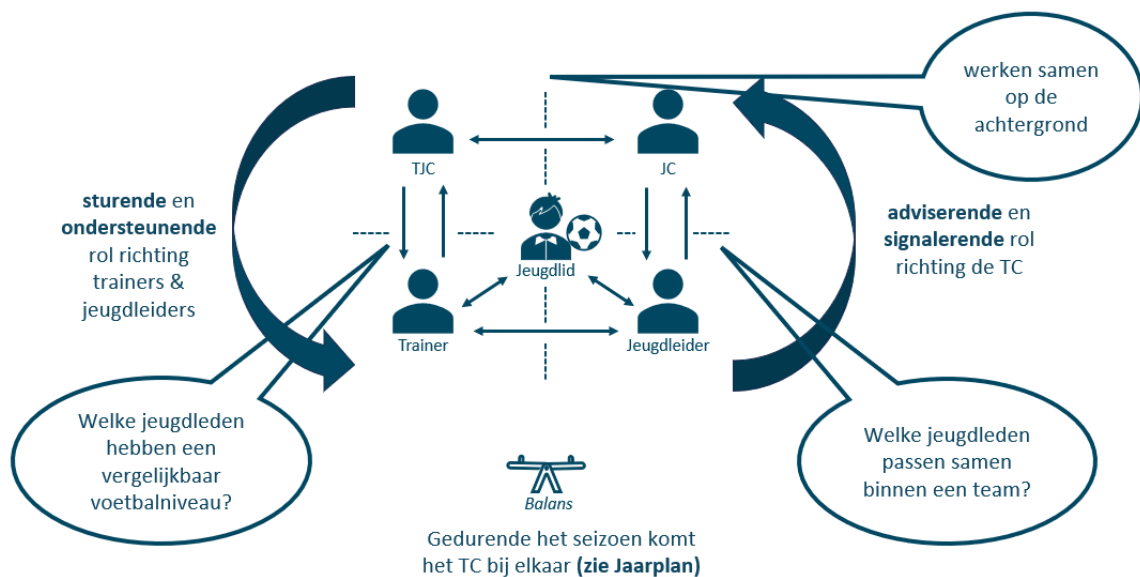 werken samen
op de
achtergrond
TJC
JC
sturende en
ondersteunende
rol richting
trainers &
jeugdleiders
adviserende en
signalerende rol
richting de TC
Jeugdlid
Trainer
Jeugdleider
Welke jeugdleden
hebben een
vergelijkbaar
voetbalniveau?
Welke jeugdleden
passen samen
binnen een team?
Balans
Gedurende het seizoen komt
het TC bij elkaar (zie Jaarplan)